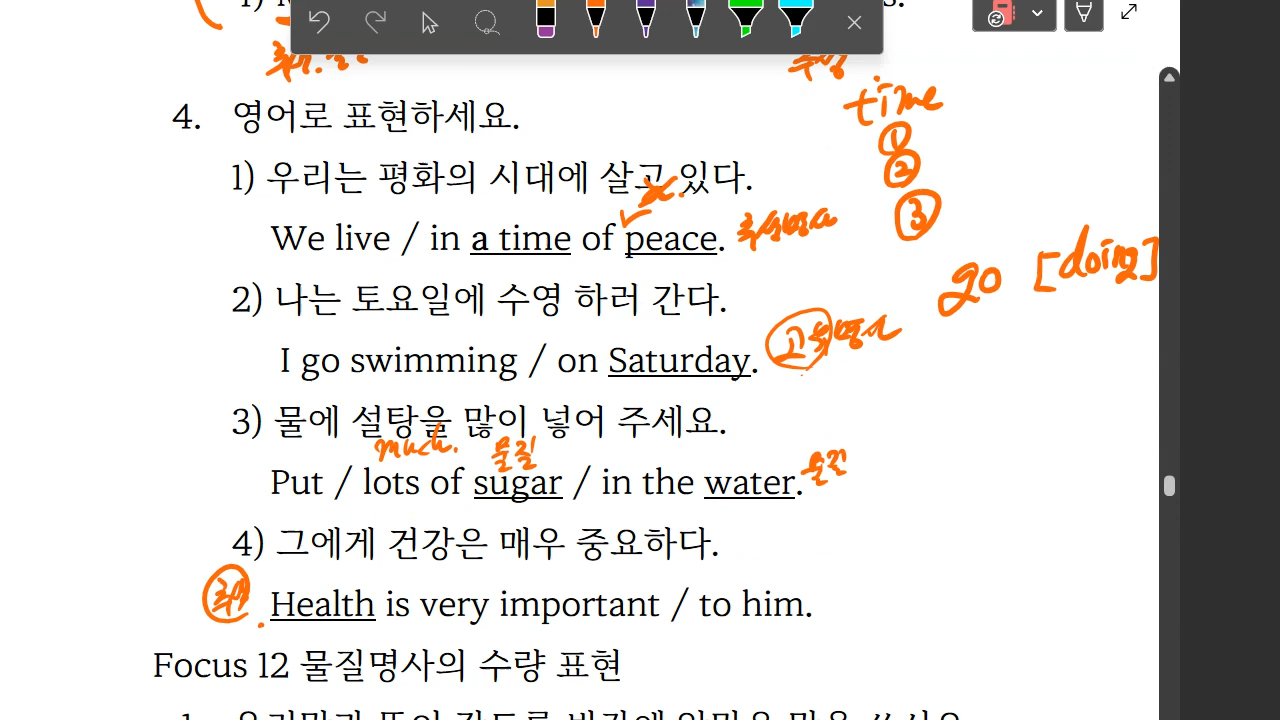 time
4. 영어로 표현하세요.
①
1) 우리는 평화의 시대에 살고 있다.
②
③
We live / in a time of peace. 추상명사
go [doing]
2) 나는 토요일에 수영 하러 간다.
I go swimming / on Saturday. 고유명사
3) 물에 설탕을 많이 넣어 주세요.
much. 물질
Put / lots of sugar / in the water. 물질
4) 그에게 건강은 매우 중요하다.
Health is very important / to him.
Focus 12 물질명사의 수량 표현